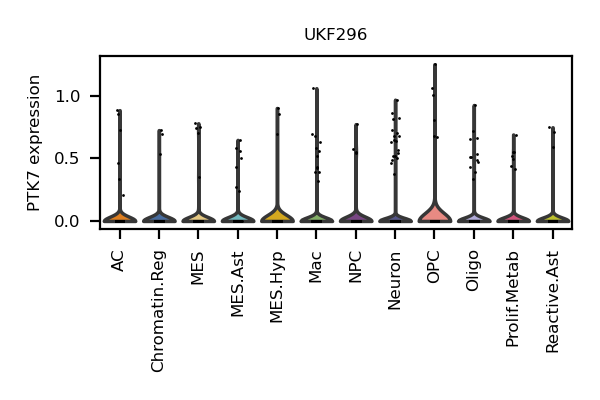 UKF296
PTK7 expression
1.0
0.5
0.0
AC
Chromatin.Reg
MES
MES.Ast
MES.Hyp
Mac
NPC
Neuron
OPC
Oligo
Prolif.Metab
Reactive.Ast